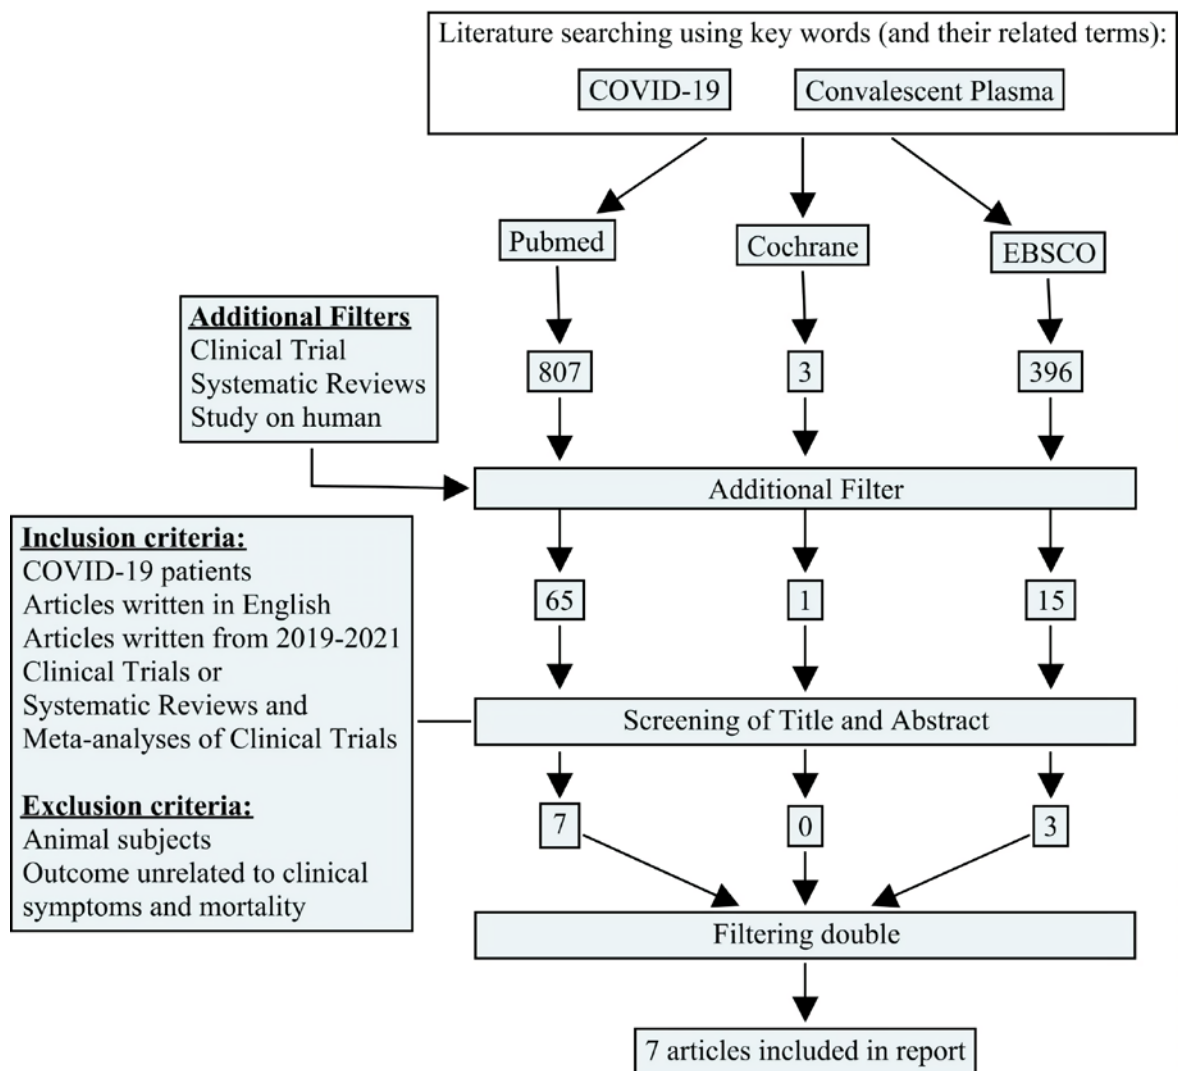 Literature searching using key words (and their related terms):
COVID-19
Convalescent Plasma
Pubmed
Cochrane
EBSCO
Additional Filters
Clinical Trial
Systematic Reviews
Study on human
807
3
396
Additional Filter
Inclusion criteria:
COVID-19 patients
Articles written in English
Articles written from 2019-2021
Clinical Trials or
Systematic Reviews and
Meta-analyses of Clinical Trials
Exclusion criteria:
Animal subjects
Outcome unrelated to clinical
symptoms and mortality
65
1
15
Screening of Title and Abstract
7
0
3
Filtering double
7 articles included in report